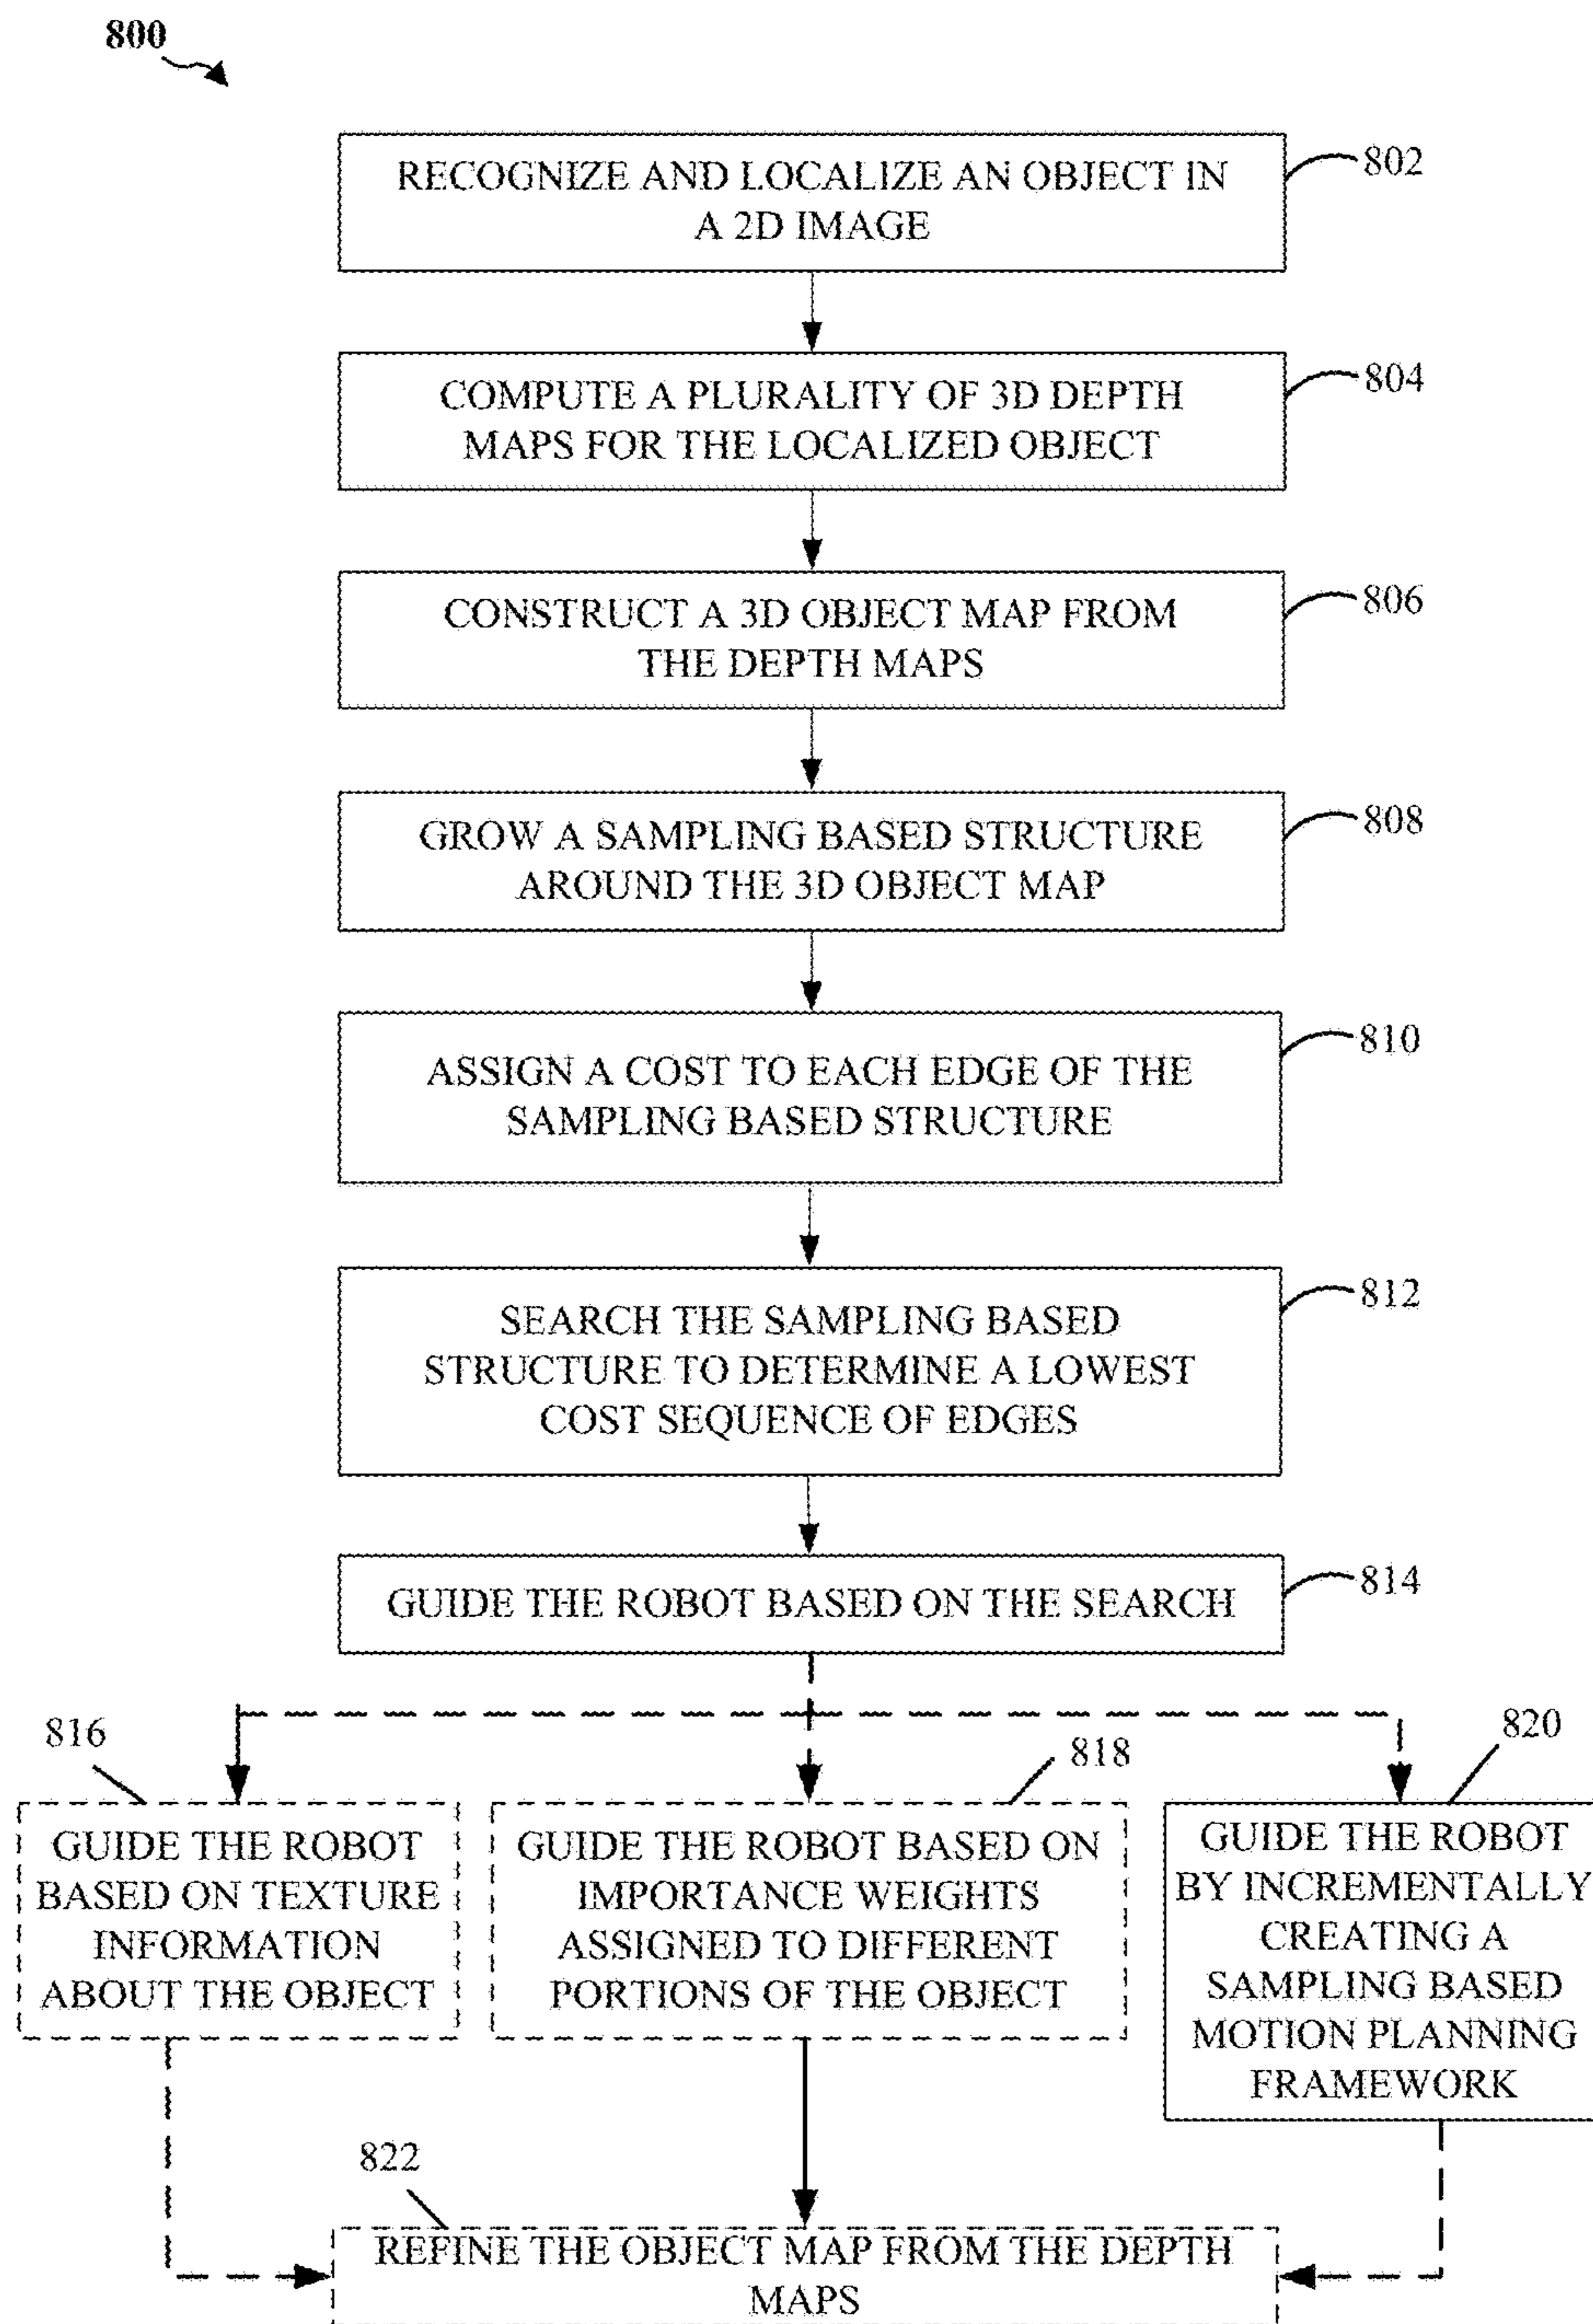 800
RECOGNIZE AND LOCALIZE AN OBJECT IN
A 2D IMAGE
802
COMPUTE A PLURALITY OF 3D DEPTH
MAPS FOR THE LOCALIZED OBJECT
804
CONSTRUCT A 3D OBJECT MAP FROM
THE DEPTH MAPS
806
GROW A SAMPLING BASED STRUCTURE
AROUND THE 3D OBJECT MAP
808
ASSIGN A COST TO EACH EDGE OF THE
SAMPLING BASED STRUCTURE
810
SEARCH THE SAMPLING BASED
STRUCTURE TO DETERMINE A LOWEST
COST SEQUENCE OF EDGES
812
GUIDE THE ROBOT BASED ON THE SEARCH
814
816
GUIDE THE ROBOT
BASED ON TEXTURE
INFORMATION
ABOUT THE OBJECT
818
GUIDE THE ROBOT BASED ON
IMPORTANCE WEIGHTS
ASSIGNED TO DIFFERENT
PORTIONS OF THE OBJECT
820
GUIDE THE ROBOT
BY INCREMENTALLY
CREATING A
SAMPLING BASED
MOTION PLANNING
FRAMEWORK
822
REFINE THE OBJECT MAP FROM THE DEPTH
MAPS